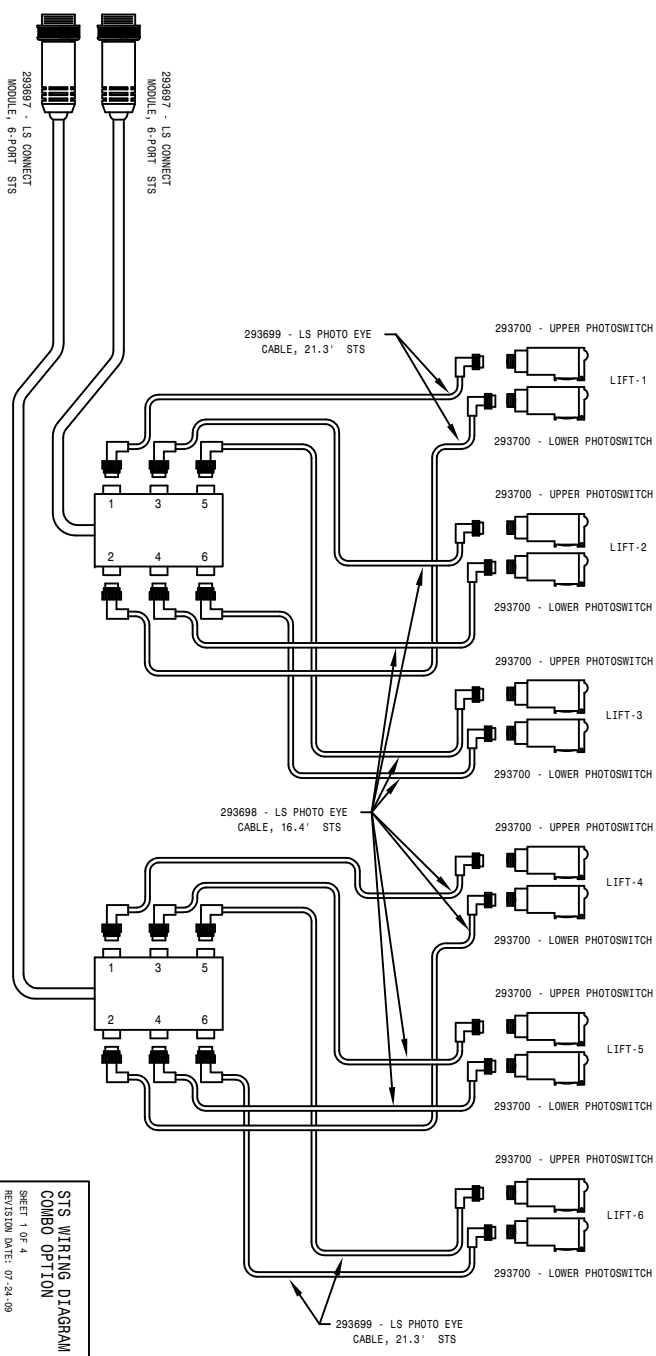 293697 - LS CONNECT
MODULE, 6-PORT STS
293697 - LS CONNECT
MODULE, 6-PORT STS
293699 - LS PHOTO EYE
CABLE, 21.3' STS
293700 - UPPER PHOTOSWITCH
LIFT-1
293700 - LOWER PHOTOSWITCH
1 3 5
2 4 6
293700 - UPPER PHOTOSWITCH
LIFT-2
293700 - LOWER PHOTOSWITCH
293700 - UPPER PHOTOSWITCH
LIFT-3
293700 - LOWER PHOTOSWITCH
293698 - LS PHOTO EYE
CABLE, 16.4' STS
293700 - UPPER PHOTOSWITCH
LIFT-4
293700 - LOWER PHOTOSWITCH
1 3 5
2 4 6
293700 - UPPER PHOTOSWITCH
LIFT-5
293700 - LOWER PHOTOSWITCH
293700 - UPPER PHOTOSWITCH
LIFT-6
293700 - LOWER PHOTOSWITCH
293699 - LS PHOTO EYE
CABLE, 21.3' STS
STS WIRING DIAGRAM
COMBO OPTION
SHEET 1 OF 4
REVISION DATE: 07-24-09